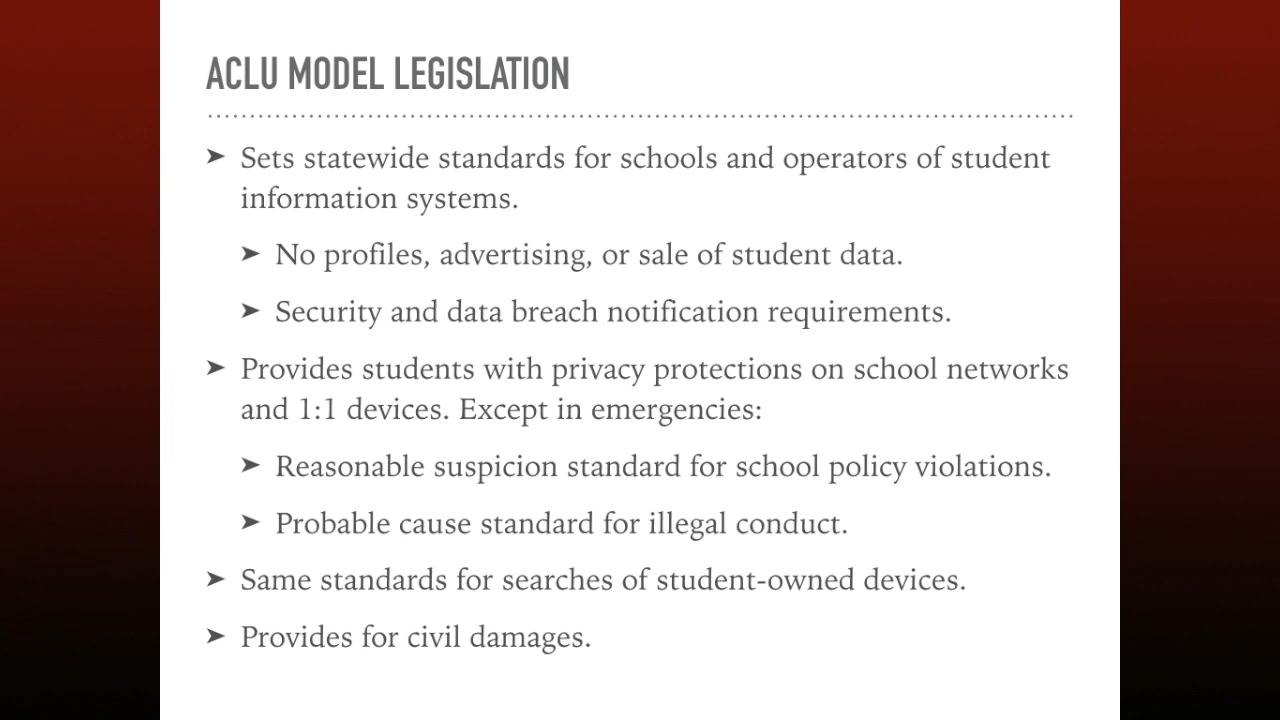 ACLU MODEL LEGISLATION
➤ Sets statewide standards for schools and operators of student
information systems.
➤ No profiles, advertising, or sale of student data.
➤ Security and data breach notification requirements.
➤ Provides students with privacy protections on school networks
and 1:1 devices. Except in emergencies:
➤ Reasonable suspicion standard for school policy violations.
➤ Probable cause standard for illegal conduct.
➤ Same standards for searches of student-owned devices.
➤ Provides for civil damages.